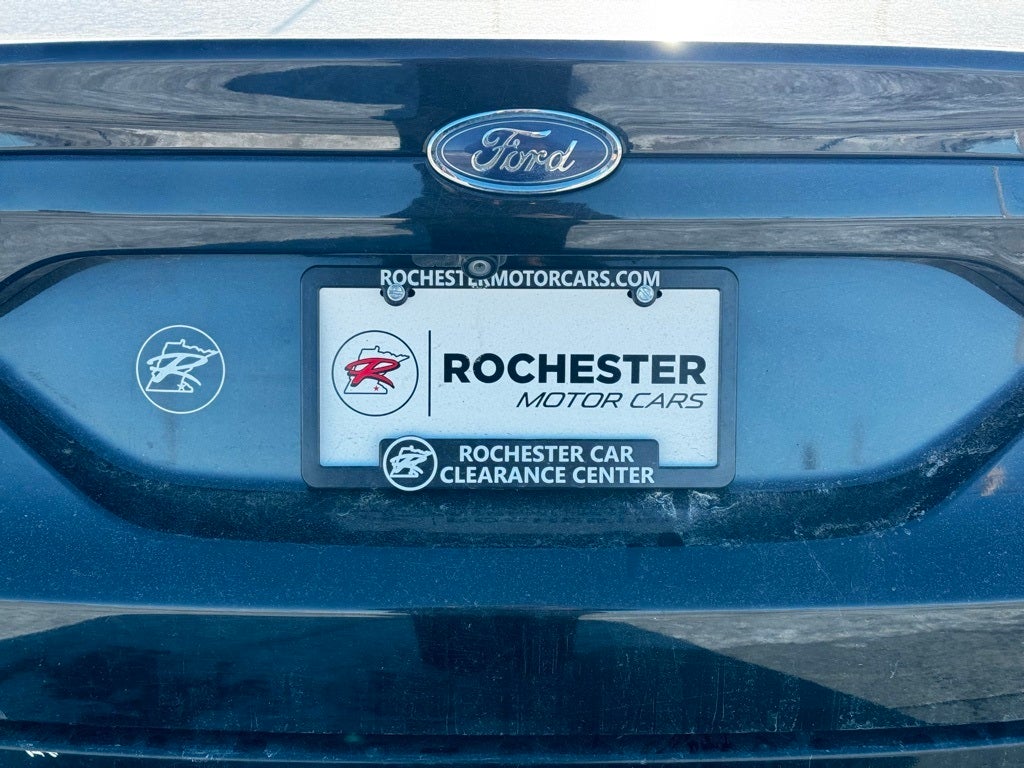 Ford
ROCHESTERMOTORCARS.COM
R
R
ROCHESTER
MOTOR CARS
R
ROCHESTER CAR
CLEARANCE CENTER